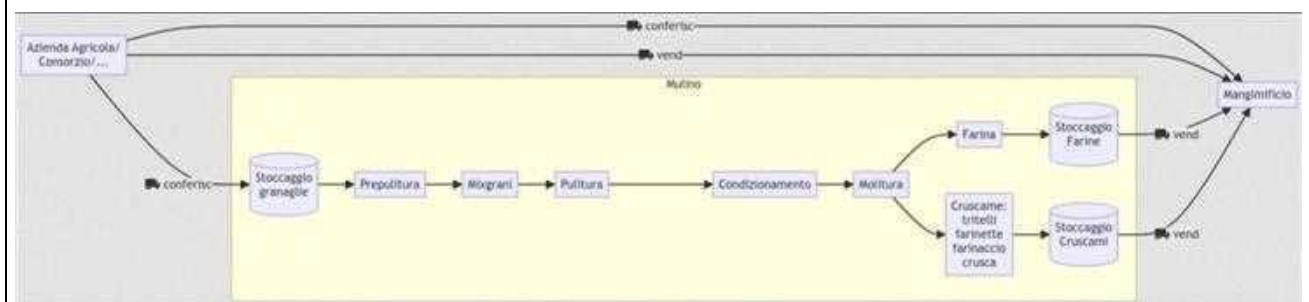 conferisc
Azienda Agricola/
Consorzio/...
vend
Mulino
Mangimificio
Farina
Stoccaggio
Farine
vend
conferisc
Stoccaggio
granaglie
Prepulitura
Mixgrani
Pulitura
Condizionamento
Molitura
Cruscame:
tritelli
farinette
farinaccio
crusca
Stoccaggio
Cruscami
vend